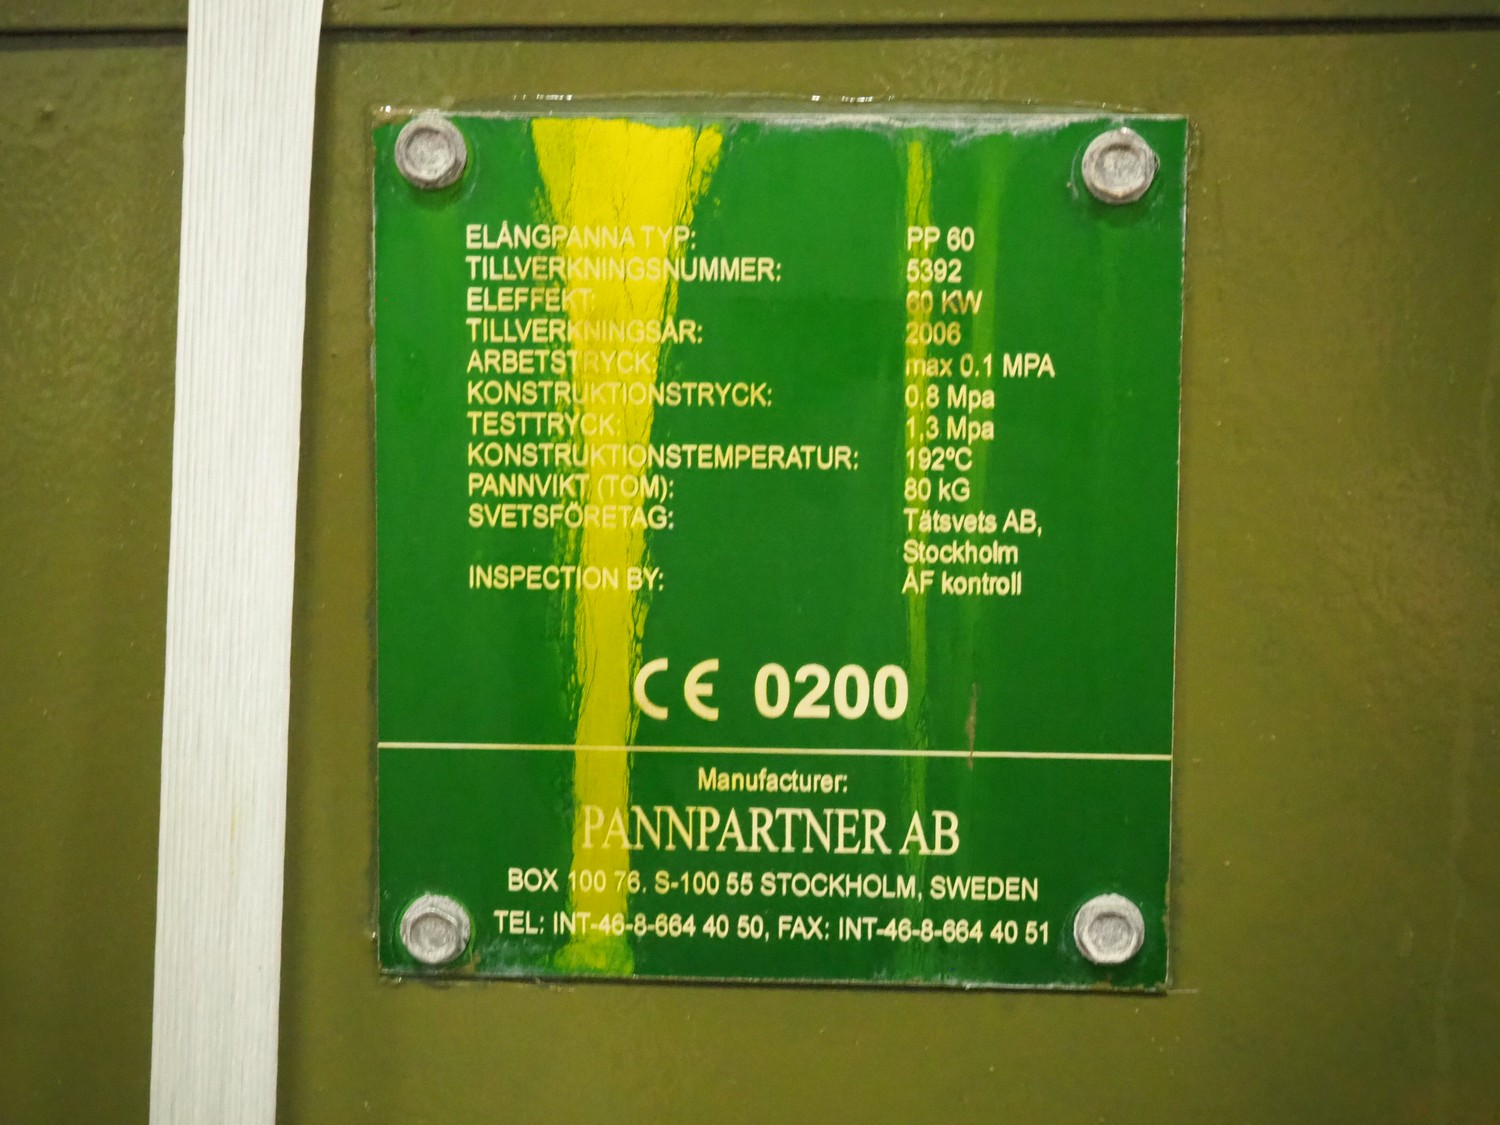 ELÅNGPANNA TYP: PP 60
TILLVERKNINGSNUMMER: 5392
ELEFFEKT: 60 KW
TILLVERKNINGSÅR: 2006
ARBETSTRYCK: max 0.1 MPA
KONSTRUKTIONSTRYCK: 0,8 Mpa
TESTTRYCK: 1,3 Mpa
KONSTRUKTIONSTEMPERATUR: 192ºC
PANNVIKT (TOM): 80 kG
SVETSFÖRETAG: Tätsvets AB,
Stockholm
INSPECTION BY: ÅF kontroll
CE 0200
Manufacturer:
PANNPARTNER AB
BOX 100 76. S-100 55 STOCKHOLM, SWEDEN
TEL: INT-46-8-664 40 50, FAX: INT-46-8-664 40 51